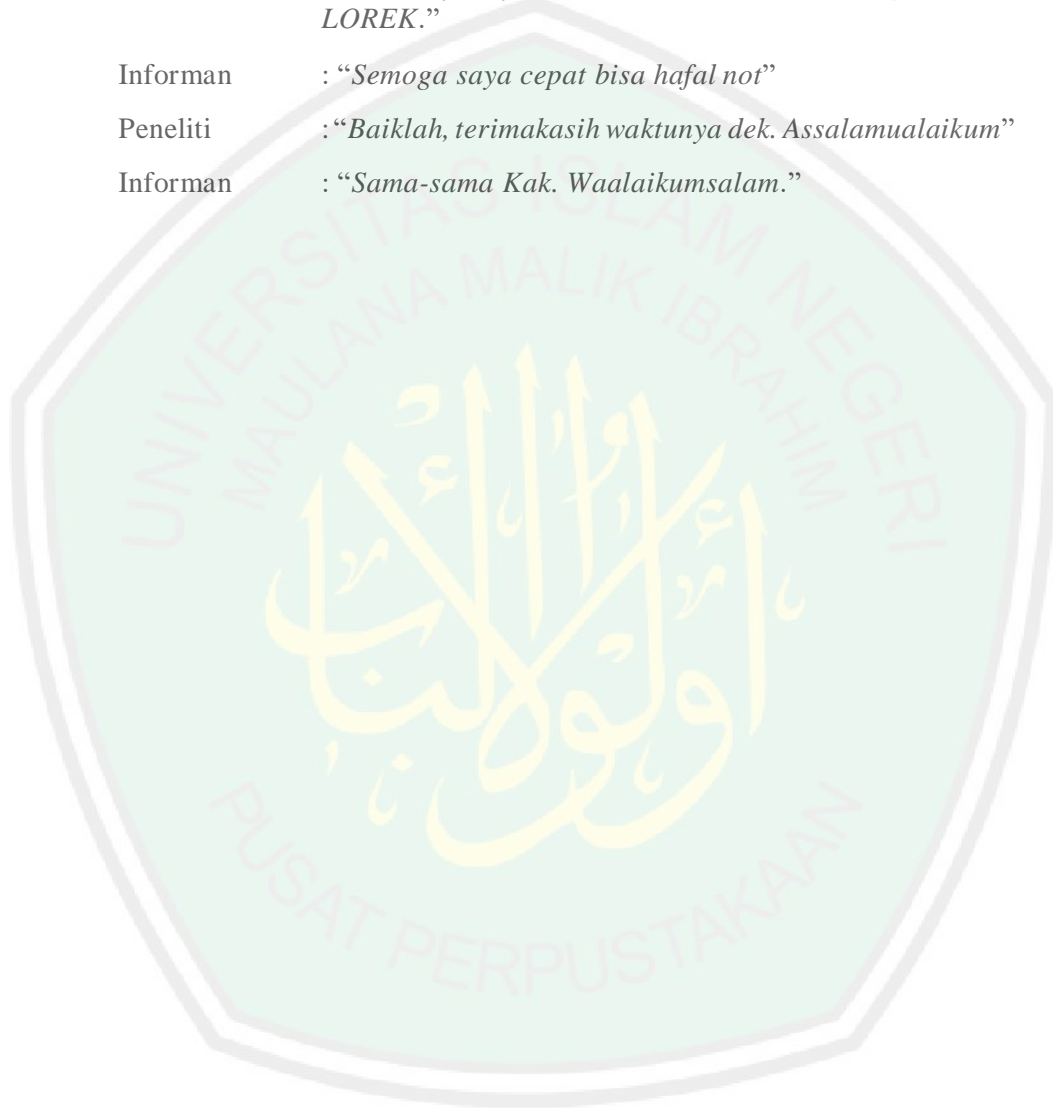 LOREK.”
Informan : “Semoga saya cepat bisa hafal not”
Peneliti : “Baiklah, terimakasih waktunya dek. Assalamualaikum”
Informan : “Sama-sama Kak. Waalaikumsalam.”
UNIVERSITAS ISLAM NEGERI
MAULANA MALIK IBRAHIM
PUSAT PERPUSTAKAAN